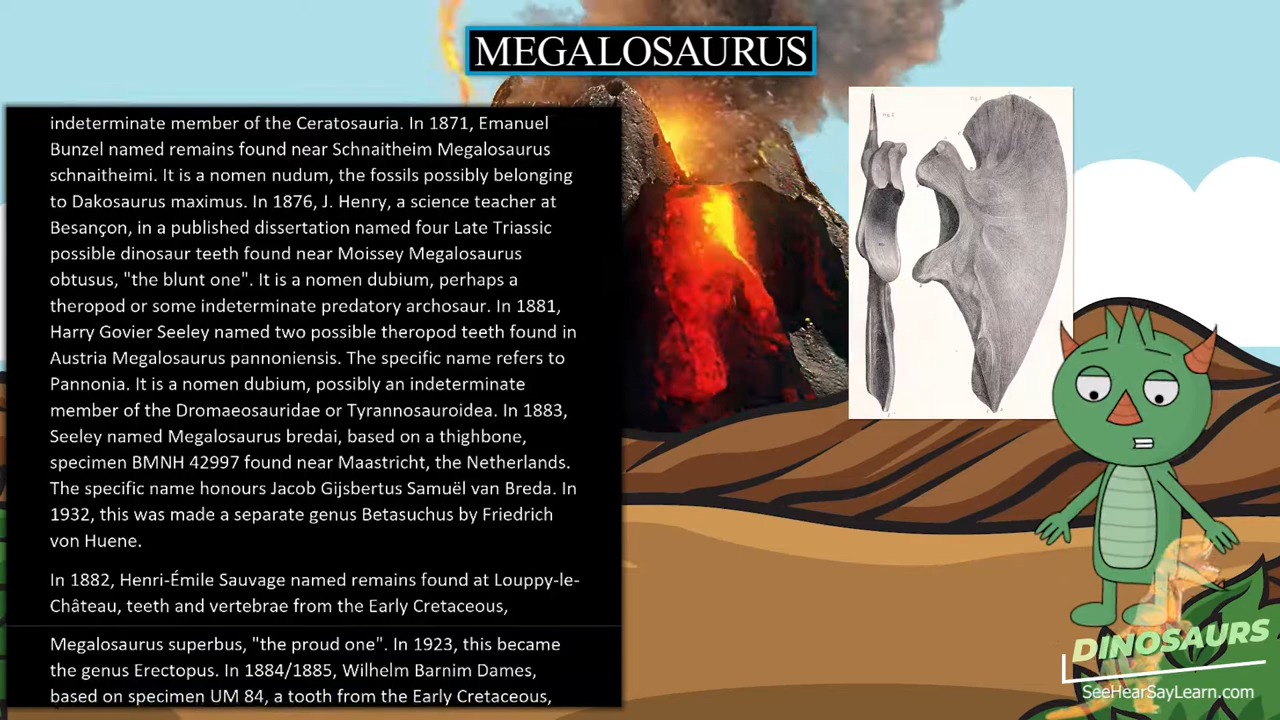 MEGALOSAURUS
indeterminate member of the Ceratosauria. In 1871, Emanuel
Bunzel named remains found near Schnaitheim Megalosaurus
schnaitheimi. It is a nomen nudum, the fossils possibly belonging
to Dakosaurus maximus. In 1876, J. Henry, a science teacher at
Besançon, in a published dissertation named four Late Triassic
possible dinosaur teeth found near Moissey Megalosaurus
obtusus, "the blunt one". It is a nomen dubium, perhaps a
theropod or some indeterminate predatory archosaur. In 1881,
Harry Govier Seeley named two possible theropod teeth found in
Austria Megalosaurus pannoniensis. The specific name refers to
Pannonia. It is a nomen dubium, possibly an indeterminate
member of the Dromaeosauridae or Tyrannosauroidea. In 1883,
Seeley named Megalosaurus bredai, based on a thighbone,
specimen BMNH 42997 found near Maastricht, the Netherlands.
The specific name honours Jacob Gijsbertus Samuël van Breda. In
1932, this was made a separate genus Betasuchus by Friedrich
von Huene.
In 1882, Henri-Émile Sauvage named remains found at Louppy-le-
Château, teeth and vertebrae from the Early Cretaceous,
Megalosaurus superbus, "the proud one". In 1923, this became
the genus Erectopus. In 1884/1885, Wilhelm Barnim Dames,
based on specimen UM 84, a tooth from the Early Cretaceous,
DINOSAURS
SeeHearSayLearn.com